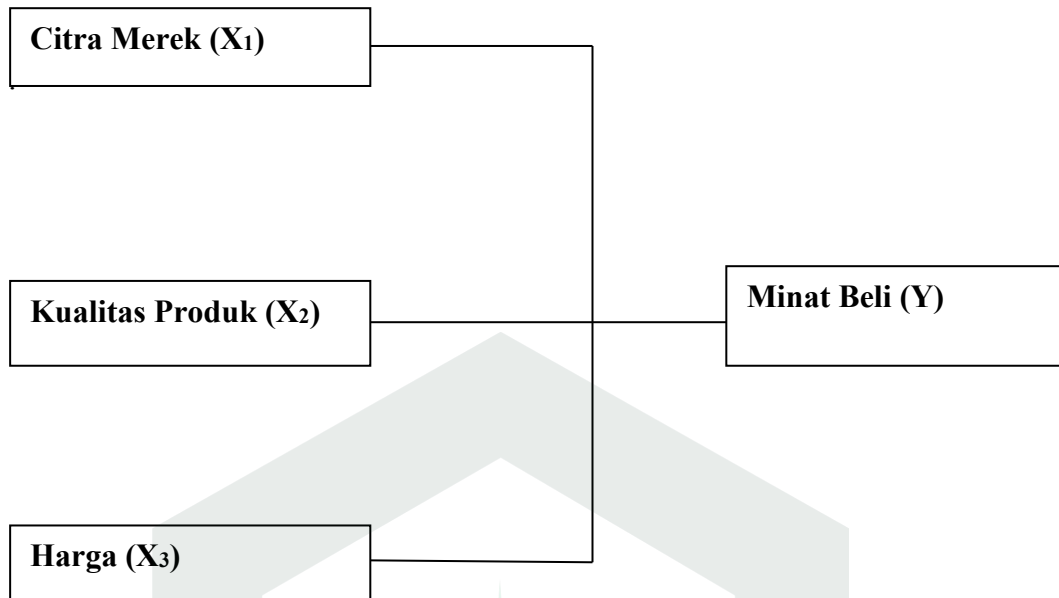 Citra Merek (X₁)
Kualitas Produk (X₂)
Minat Beli (Y)
Harga (X₃)